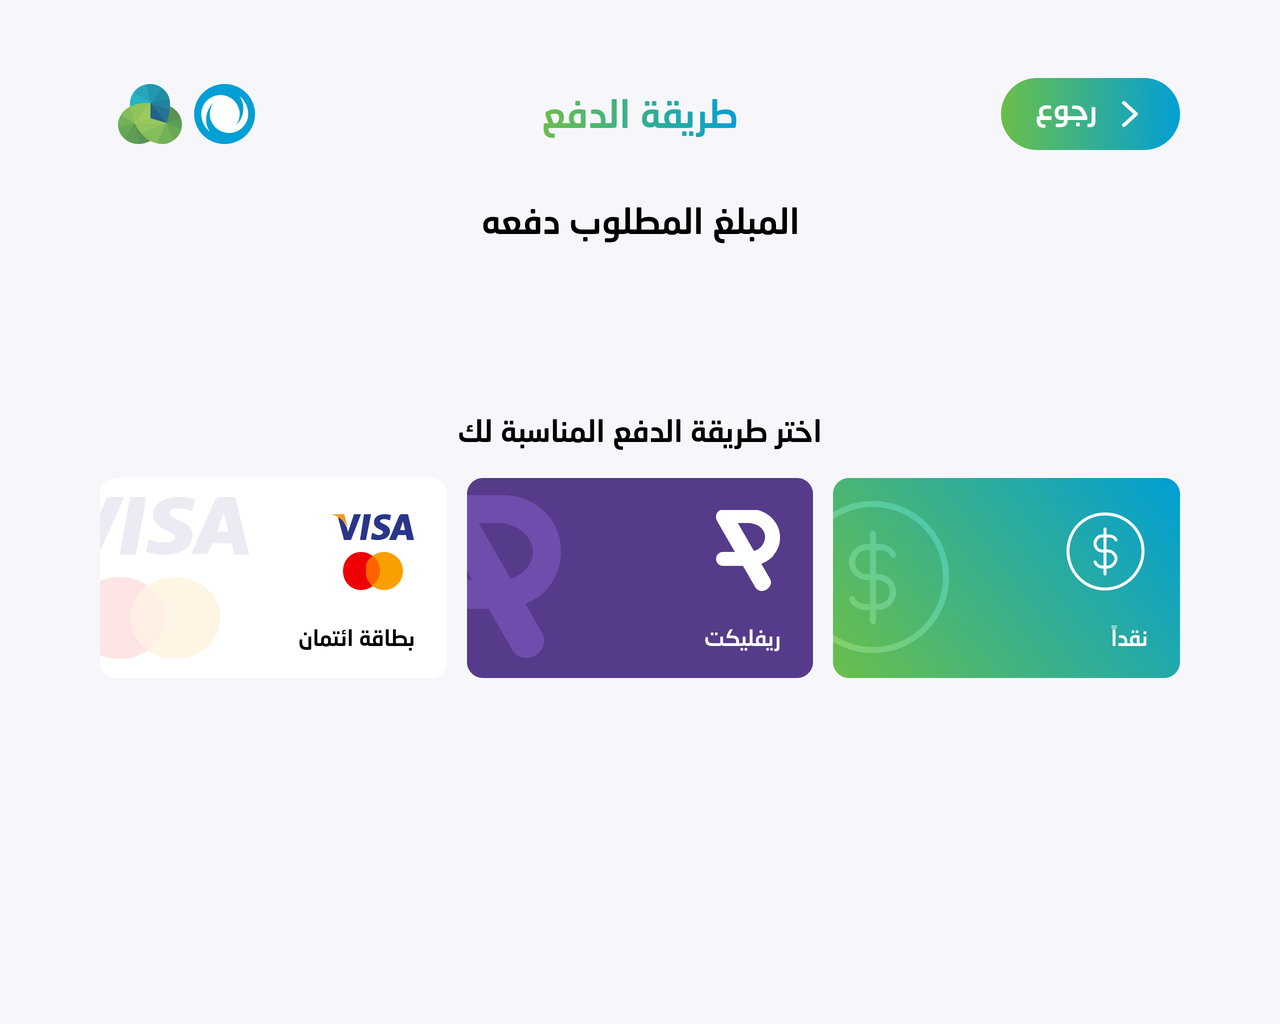 رجوع
طريقة الدفع
المبلغ المطلوب دفعه
اختر طريقة الدفع المناسبة لك
نقداً
ريفليكت
VISA
بطاقة ائتمان
VISA